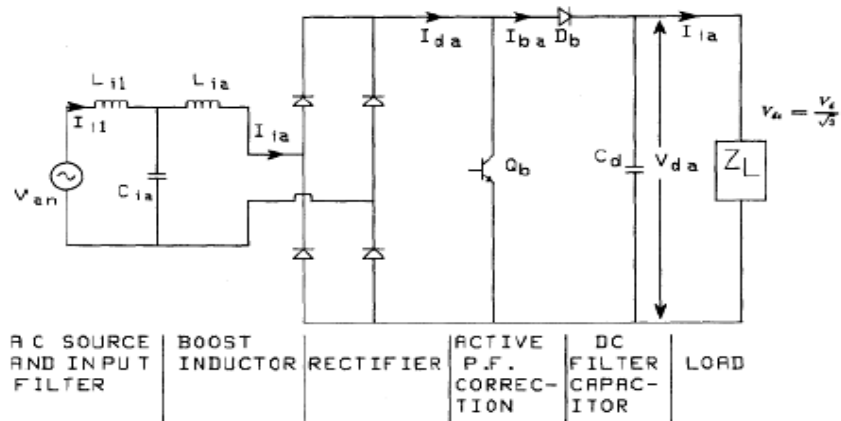 I da
I ba
D b
I la
L i1
L ia
I i1
I ia
V an
C ia
Q b
C d
V da
Z L
V da = V d / √3
AC SOURCE AND INPUT FILTER
BOOST INDUCTOR
RECTIFIER
ACTIVE P.F. CORREC-TION
DC FILTER CAPAC-ITOR
LOAD